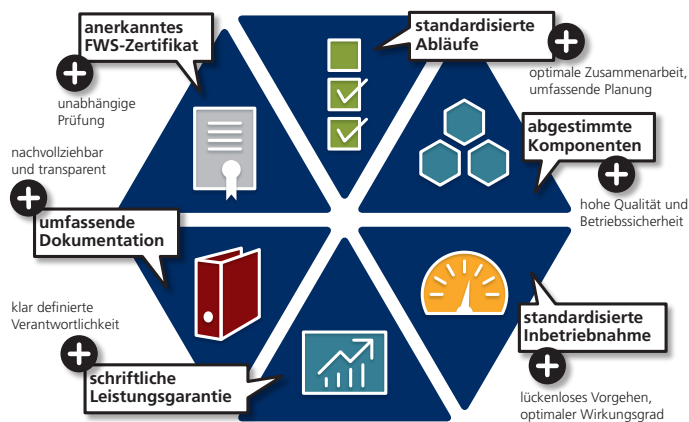 anerkanntes
FWS-Zertifikat
unabhängige
Prüfung
standardisierte
Abläufe
optimale Zusammenarbeit,
umfassende Planung
abgestimmte
Komponenten
hohe Qualität und
Betriebssicherheit
standardisierte
Inbetriebnahme
lückenloses Vorgehen,
optimaler Wirkungsgrad
schriftliche
Leistungsgarantie
klar definierte
Verantwortlichkeit
umfassende
Dokumentation
nachvollziehbar
und transparent